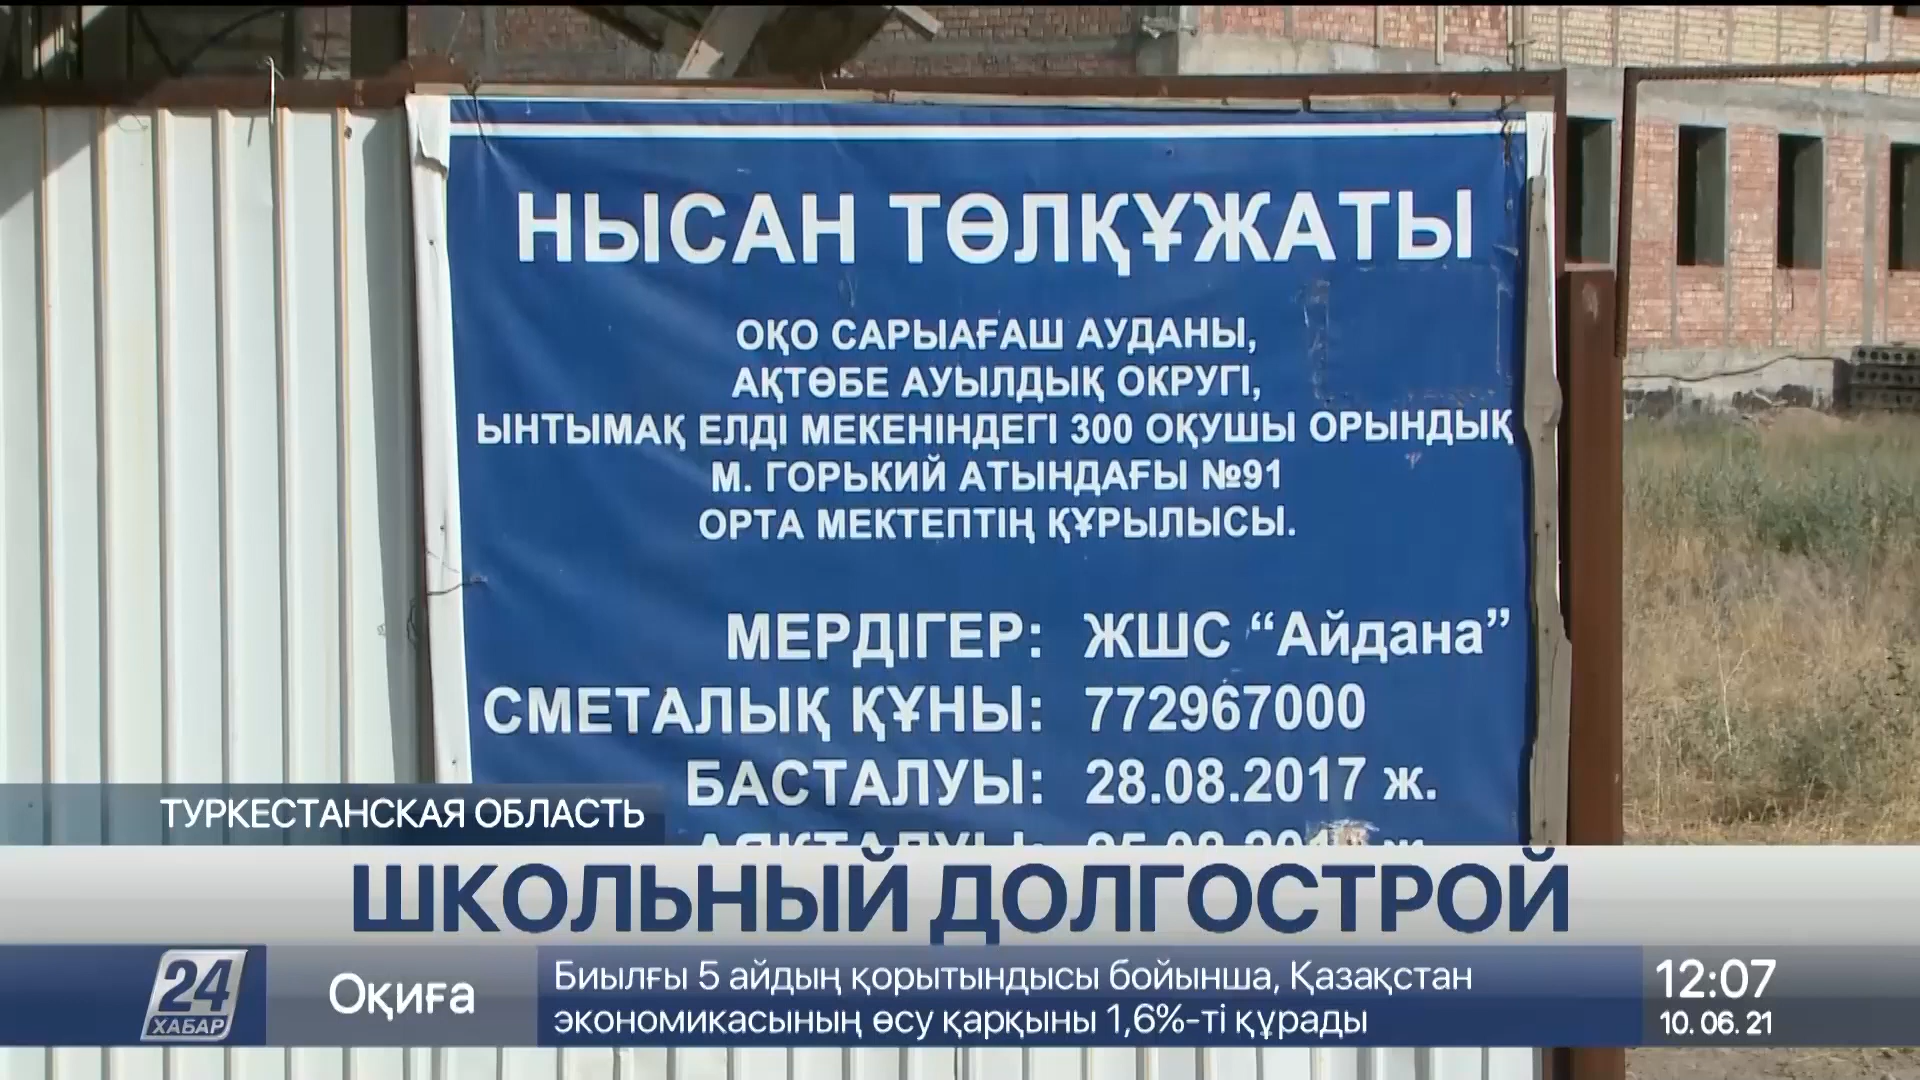 НЫСАН ТӨЛҚҰЖАТЫ
ОҚО САРЫАҒАШ АУДАНЫ,
АҚТӨБЕ АУЫЛДЫҚ ОКРУГІ,
ЫНТЫМАҚ ЕЛДІ МЕКЕНІНДЕГІ 300 ОҚУШЫ ОРЫНДЫҚ
М. ГОРЬКИЙ АТЫНДАҒЫ №91
ОРТА МЕКТЕПТІҢ ҚҰРЫЛЫСЫ.
МЕРДІГЕР: ЖШС “Айдана”
СМЕТАЛЫҚ ҚҰНЫ: 772967000
БАСТАЛУЫ: 28.08.2017 ж.
ТУРКЕСТАНСКАЯ ОБЛАСТЬ
ШКОЛЬНЫЙ ДОЛГОСТРОЙ
24 ХАБАР
Оқиға
Биылғы 5 айдың қорытындысы бойынша, Қазақстан
экономикасының өсу қарқыны 1,6%-ті құрады
12:07
10. 06. 21